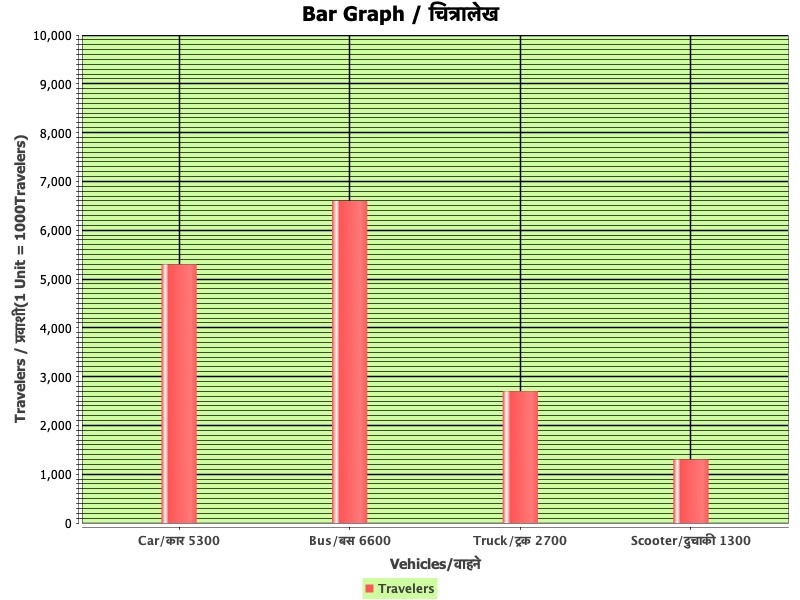 Bar Graph / चित्रालेख
Travelers / प्रवाशी(1 Unit = 1000Travelers)
10,000
9,000
8,000
7,000
6,000
5,000
4,000
3,000
2,000
1,000
0
Car/कार 5300 Bus/बस 6600 Truck/ट्रक 2700 Scooter/दुचाकी 1300
Vehicles/वाहने
Travelers